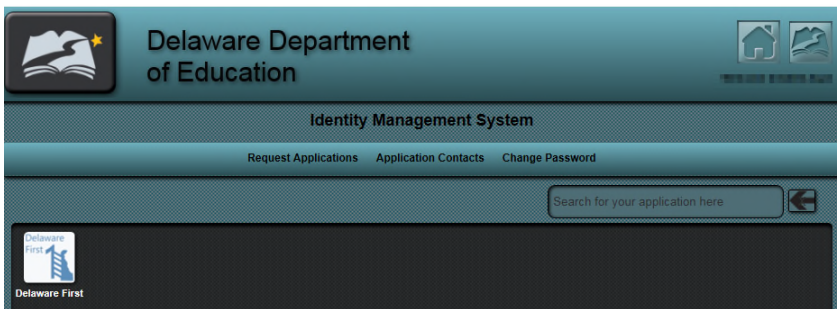 Delaware Department
of Education
Identity Management System
Request Applications Application Contacts Change Password
Search for your application here
Delaware
First
Delaware First